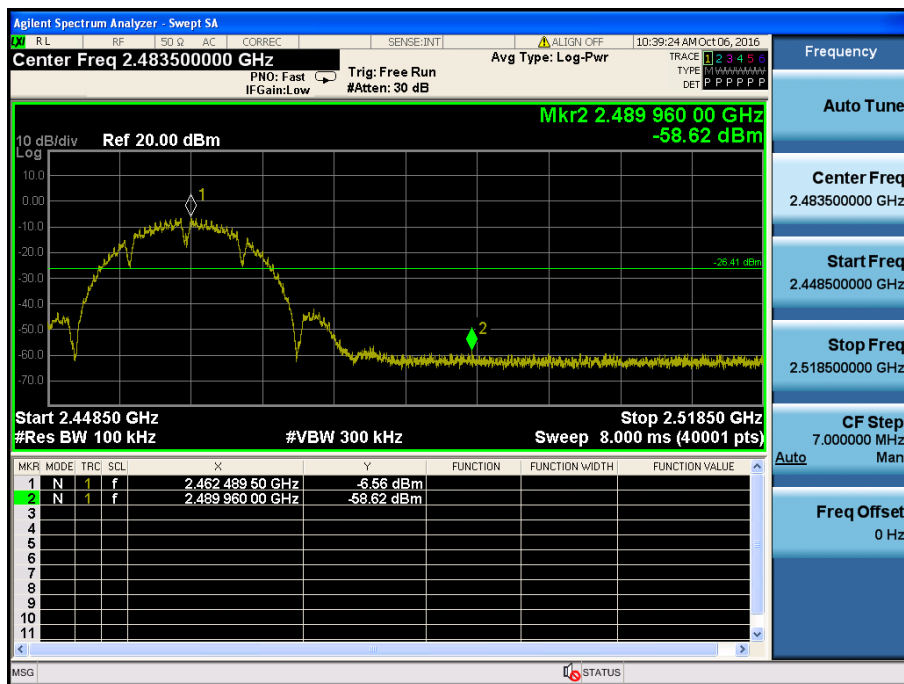 Agilent Spectrum Analyzer - Swept SA
LXI RL RF 50 Ω AC CORREC SENSE:INT ALIGN OFF 10:39:24 AM Oct 06, 2016
Center Freq 2.483500000 GHz
PNO: Fast
IFGain:Low
Trig: Free Run
#Atten: 30 dB
Avg Type: Log-Pwr
TRACE 1 2 3 4 5 6
TYPE M W W W W W
DET P P P P P P
Mkr2 2.489 960 00 GHz
-58.62 dBm
10 dB/div Ref 20.00 dBm
Log
10.0
0.00
-10.0
-20.0
-30.0
-40.0
-50.0
-60.0
-70.0
1
2
-26.41 dBm
Start 2.44850 GHz Stop 2.51850 GHz
#Res BW 100 kHz #VBW 300 kHz Sweep 8.000 ms (40001 pts)
MKR MODE TRC SCL X Y FUNCTION FUNCTION WIDTH FUNCTION VALUE
1 N 1 f 2.462 489 50 GHz -6.56 dBm
2 N 1 f 2.489 960 00 GHz -58.62 dBm
3
4
5
6
7
8
9
10
11
MSG STATUS
Frequency
Auto Tune
Center Freq
2.483500000 GHz
Start Freq
2.448500000 GHz
Stop Freq
2.518500000 GHz
CF Step
7.000000 MHz
Auto Man
Freq Offset
0 Hz